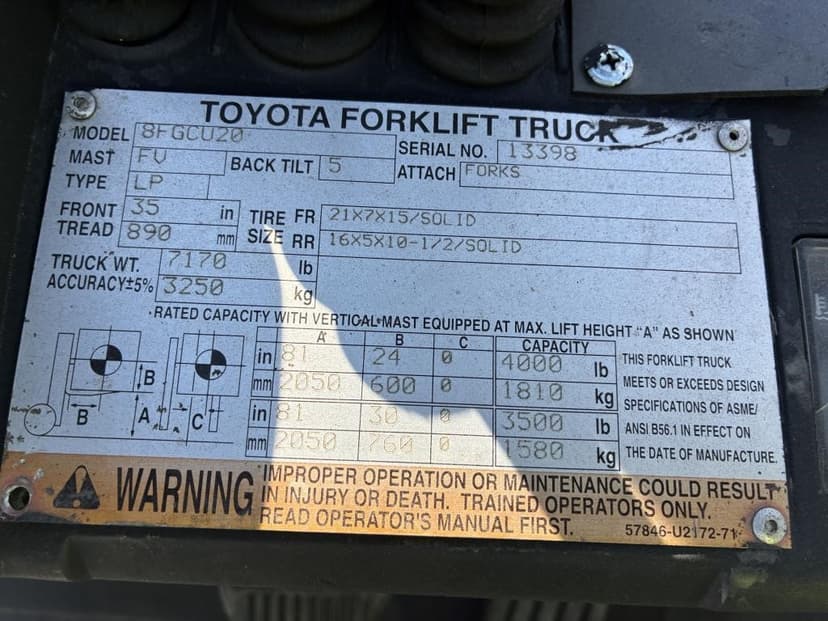 TOYOTA FORKLIFT TRUCK
MODEL 8FGCU20 SERIAL NO. 13398
MAST FV BACK TILT 5 ATTACH FORKS
TYPE LP
FRONT TREAD 35 in TIRE SIZE FR 21X7X15/SOLID
890 mm RR 16X5X10-1/2/SOLID
TRUCK WT. 7170 lb
ACCURACY±5% 3250 kg
RATED CAPACITY WITH VERTICAL MAST EQUIPPED AT MAX. LIFT HEIGHT "A" AS SHOWN
A B C CAPACITY
in 81 24 0 4000 lb
mm 2050 600 0 1810 kg
in 81 30 0 3500 lb
mm 2050 760 0 1580 kg
B
B A C
THIS FORKLIFT TRUCK
MEETS OR EXCEEDS DESIGN
SPECIFICATIONS OF ASME/
ANSI B56.1 IN EFFECT ON
THE DATE OF MANUFACTURE.
WARNING
IMPROPER OPERATION OR MAINTENANCE COULD RESULT
IN INJURY OR DEATH. TRAINED OPERATORS ONLY.
READ OPERATOR'S MANUAL FIRST.
57846-U2172-71